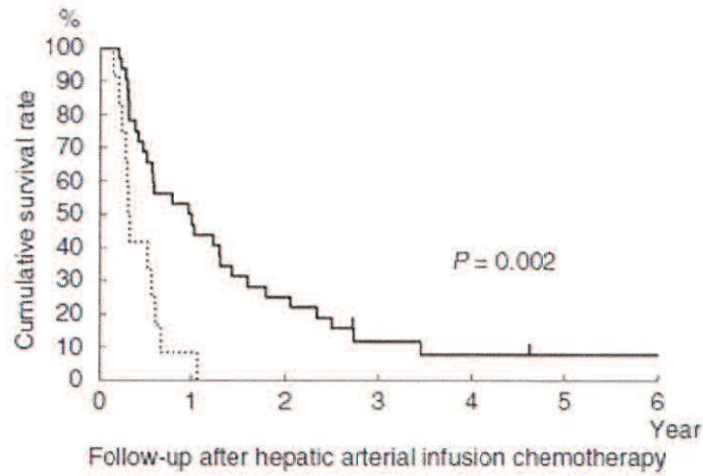 %
100
90
80
70
60
50
40
30
20
10
0
Cumulative survival rate
P = 0.002
0 1 2 3 4 5 6
Year
Follow-up after hepatic arterial infusion chemotherapy